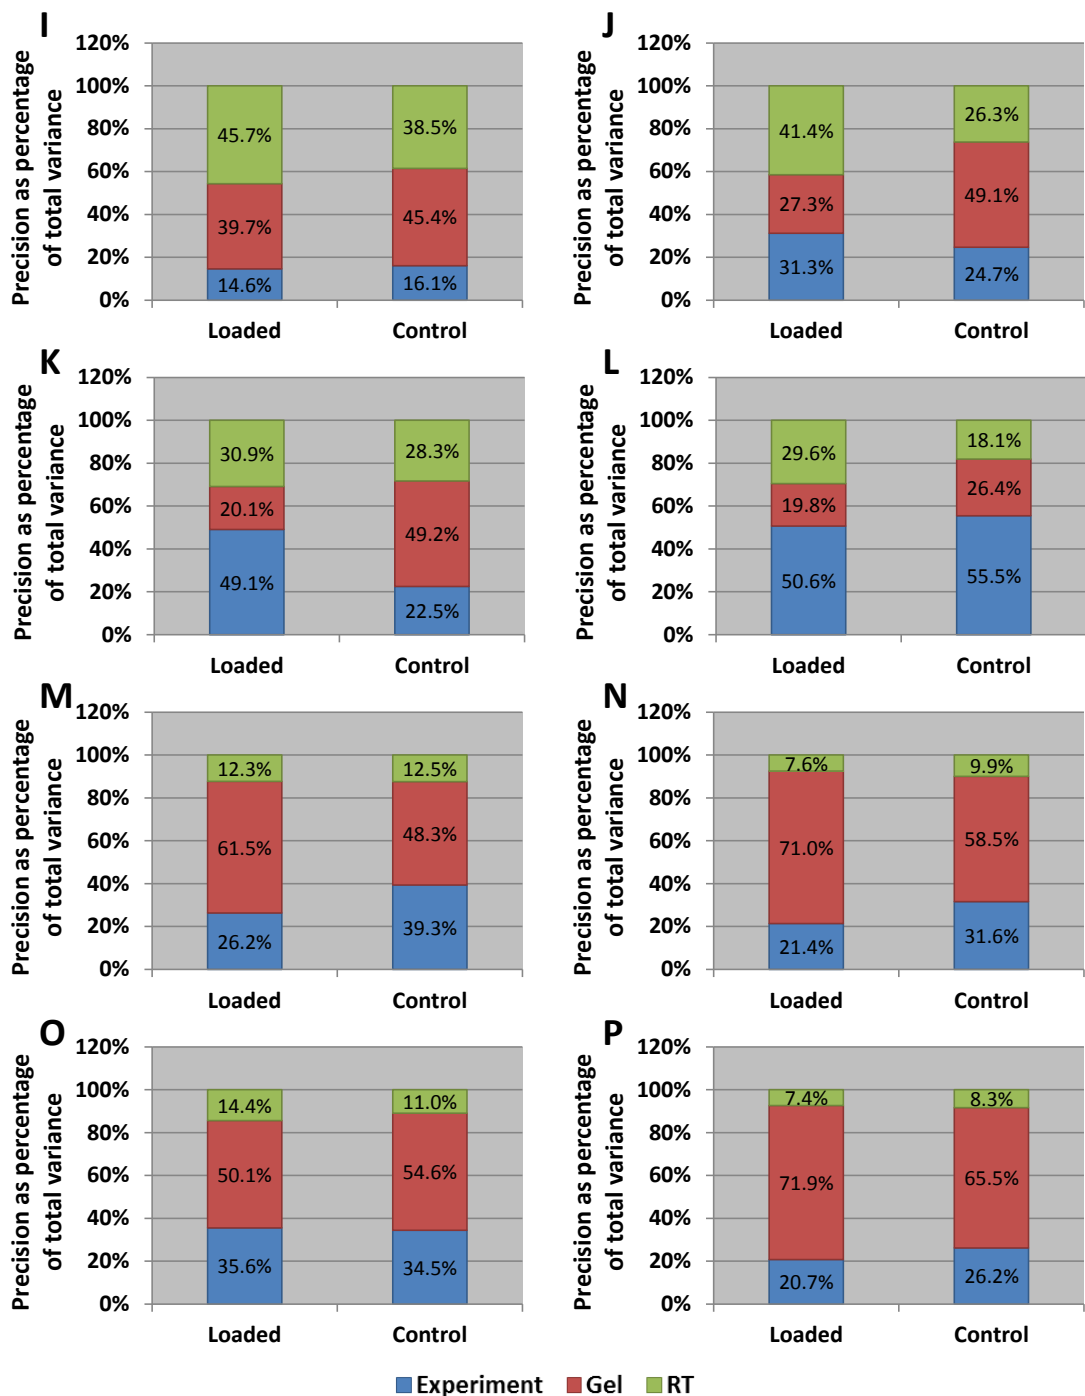 I
Precision as percentage
of total variance
120%
100%
80%
60%
40%
20%
0%
45.7%
39.7%
14.6%
38.5%
45.4%
16.1%
Loaded
Control
J
Precision as percentage
of total variance
120%
100%
80%
60%
40%
20%
0%
41.4%
27.3%
31.3%
26.3%
49.1%
24.7%
Loaded
Control
K
Precision as percentage
of total variance
120%
100%
80%
60%
40%
20%
0%
30.9%
20.1%
49.1%
28.3%
49.2%
22.5%
Loaded
Control
L
Precision as percentage
of total variance
120%
100%
80%
60%
40%
20%
0%
29.6%
19.8%
50.6%
18.1%
26.4%
55.5%
Loaded
Control
M
Precision as percentage
of total variance
120%
100%
80%
60%
40%
20%
0%
12.3%
61.5%
26.2%
12.5%
48.3%
39.3%
Loaded
Control
N
Precision as percentage
of total variance
120%
100%
80%
60%
40%
20%
0%
7.6%
71.0%
21.4%
9.9%
58.5%
31.6%
Loaded
Control
O
Precision as percentage
of total variance
120%
100%
80%
60%
40%
20%
0%
14.4%
50.1%
35.6%
11.0%
54.6%
34.5%
Loaded
Control
P
Precision as percentage
of total variance
120%
100%
80%
60%
40%
20%
0%
7.4%
71.9%
20.7%
8.3%
65.5%
26.2%
Loaded
Control
Experiment Gel RT